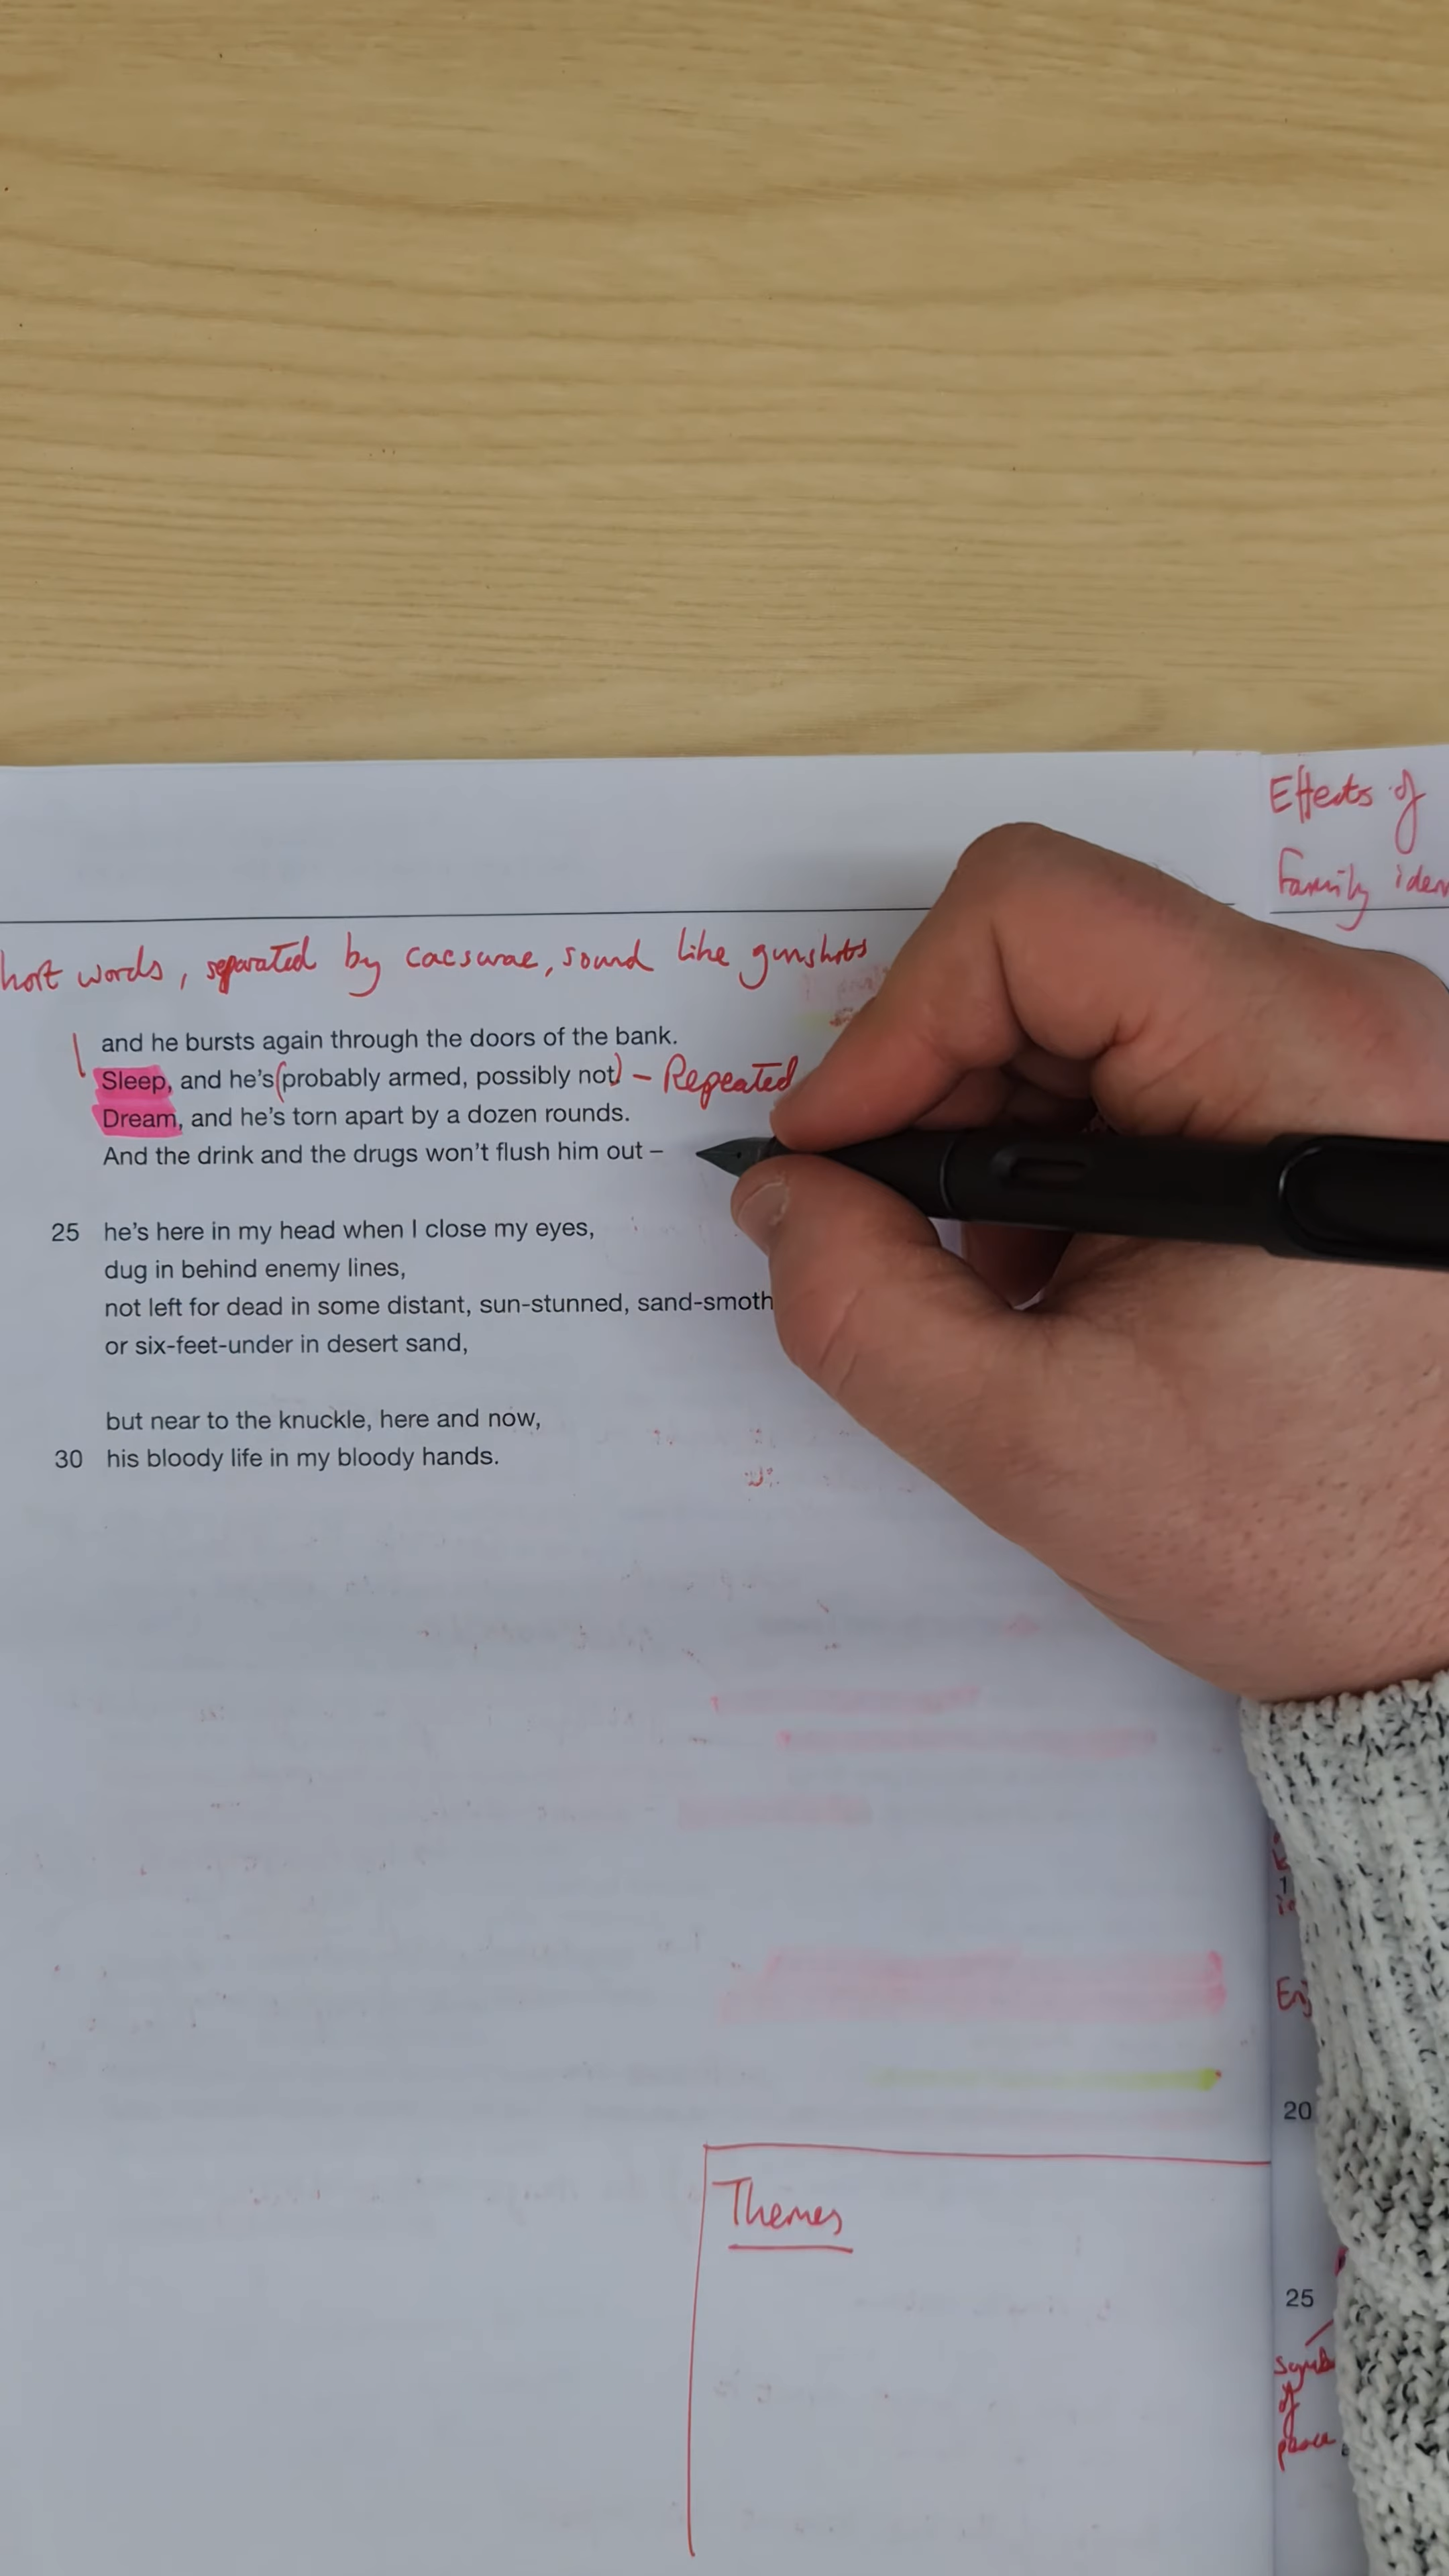 Effects of
Family iden
hort words, separated by caesurae, sound like gunshots
and he bursts again through the doors of the bank.
Sleep, and he's (probably armed, possibly not) – Repeated
Dream, and he's torn apart by a dozen rounds.
And the drink and the drugs won't flush him out –
25 he's here in my head when I close my eyes,
dug in behind enemy lines,
not left for dead in some distant, sun-stunned, sand-smoth
or six-feet-under in desert sand,
but near to the knuckle, here and now,
30 his bloody life in my bloody hands.
20
Themes
25
symb
of
peace